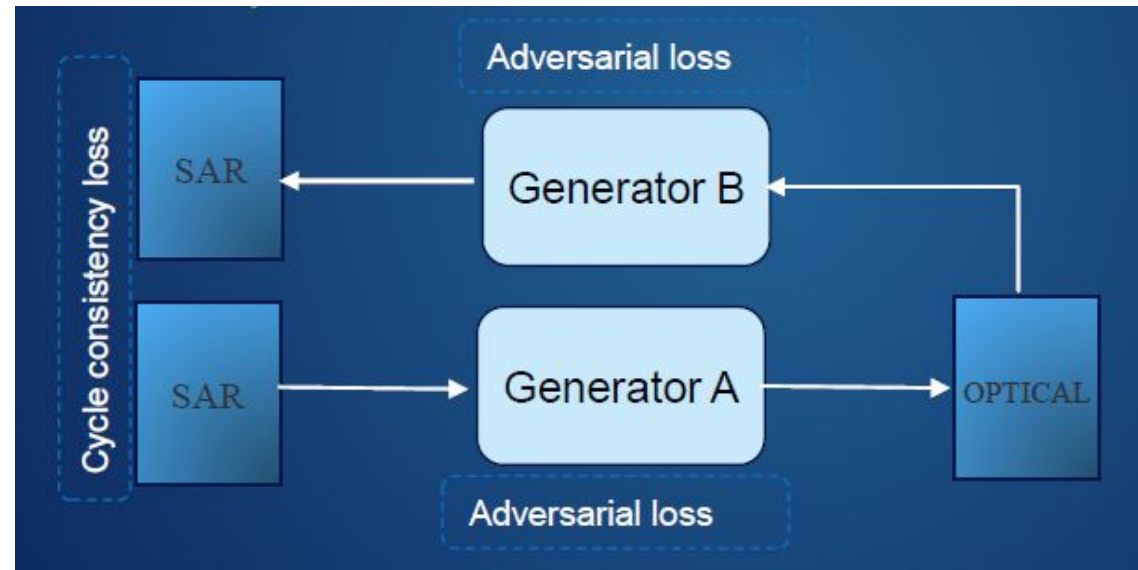 Adversarial loss
Cycle consistency loss
SAR
Generator B
SAR
Generator A
OPTICAL
Adversarial loss